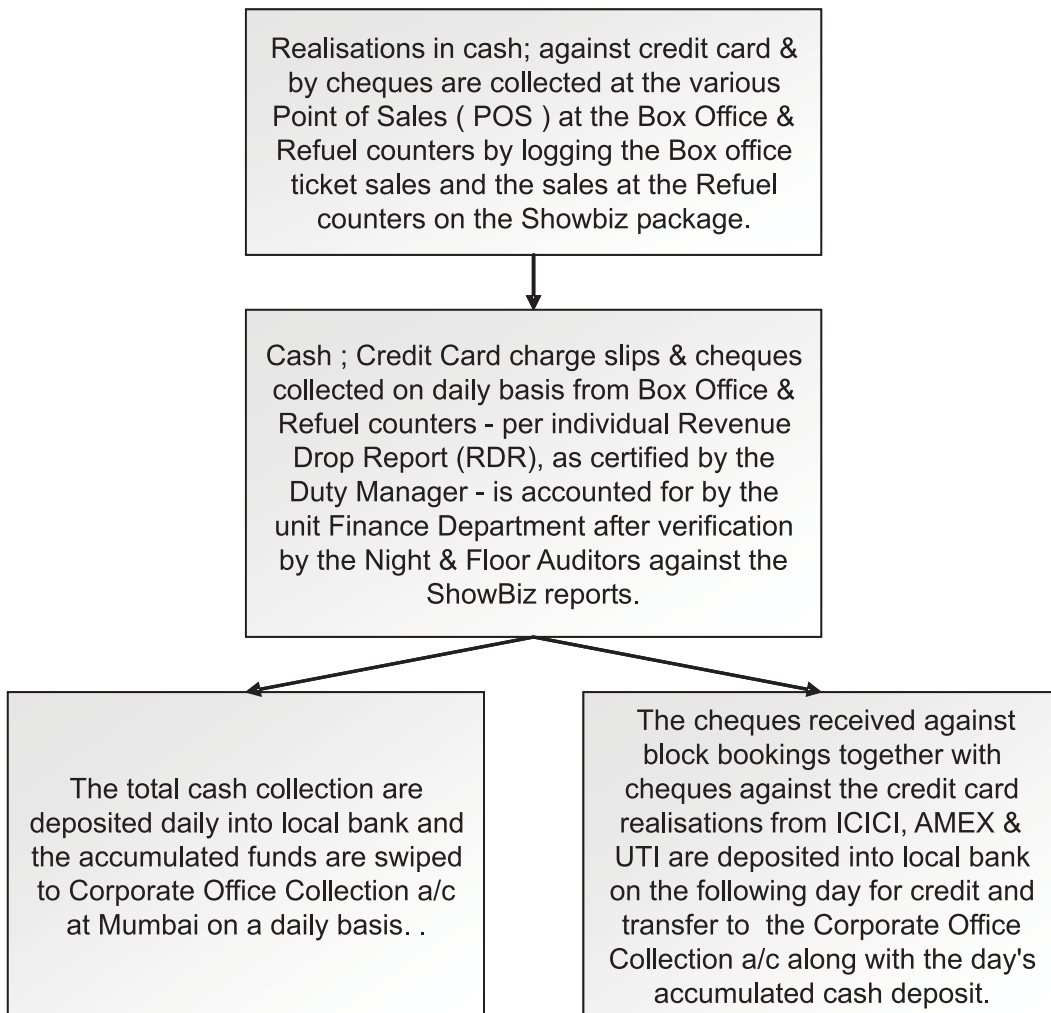 Realisations in cash; against credit card &
by cheques are collected at the various
Point of Sales ( POS ) at the Box Office &
Refuel counters by logging the Box office
ticket sales and the sales at the Refuel
counters on the Showbiz package.
Cash ; Credit Card charge slips & cheques
collected on daily basis from Box Office &
Refuel counters - per individual Revenue
Drop Report (RDR), as certified by the
Duty Manager - is accounted for by the
unit Finance Department after verification
by the Night & Floor Auditors against the
ShowBiz reports.
The total cash collection are
deposited daily into local bank and
the accumulated funds are swiped
to Corporate Office Collection a/c
at Mumbai on a daily basis. .
The cheques received against
block bookings together with
cheques against the credit card
realisations from ICICI, AMEX &
UTI are deposited into local bank
on the following day for credit and
transfer to  the Corporate Office
Collection a/c along with the day's
accumulated cash deposit.